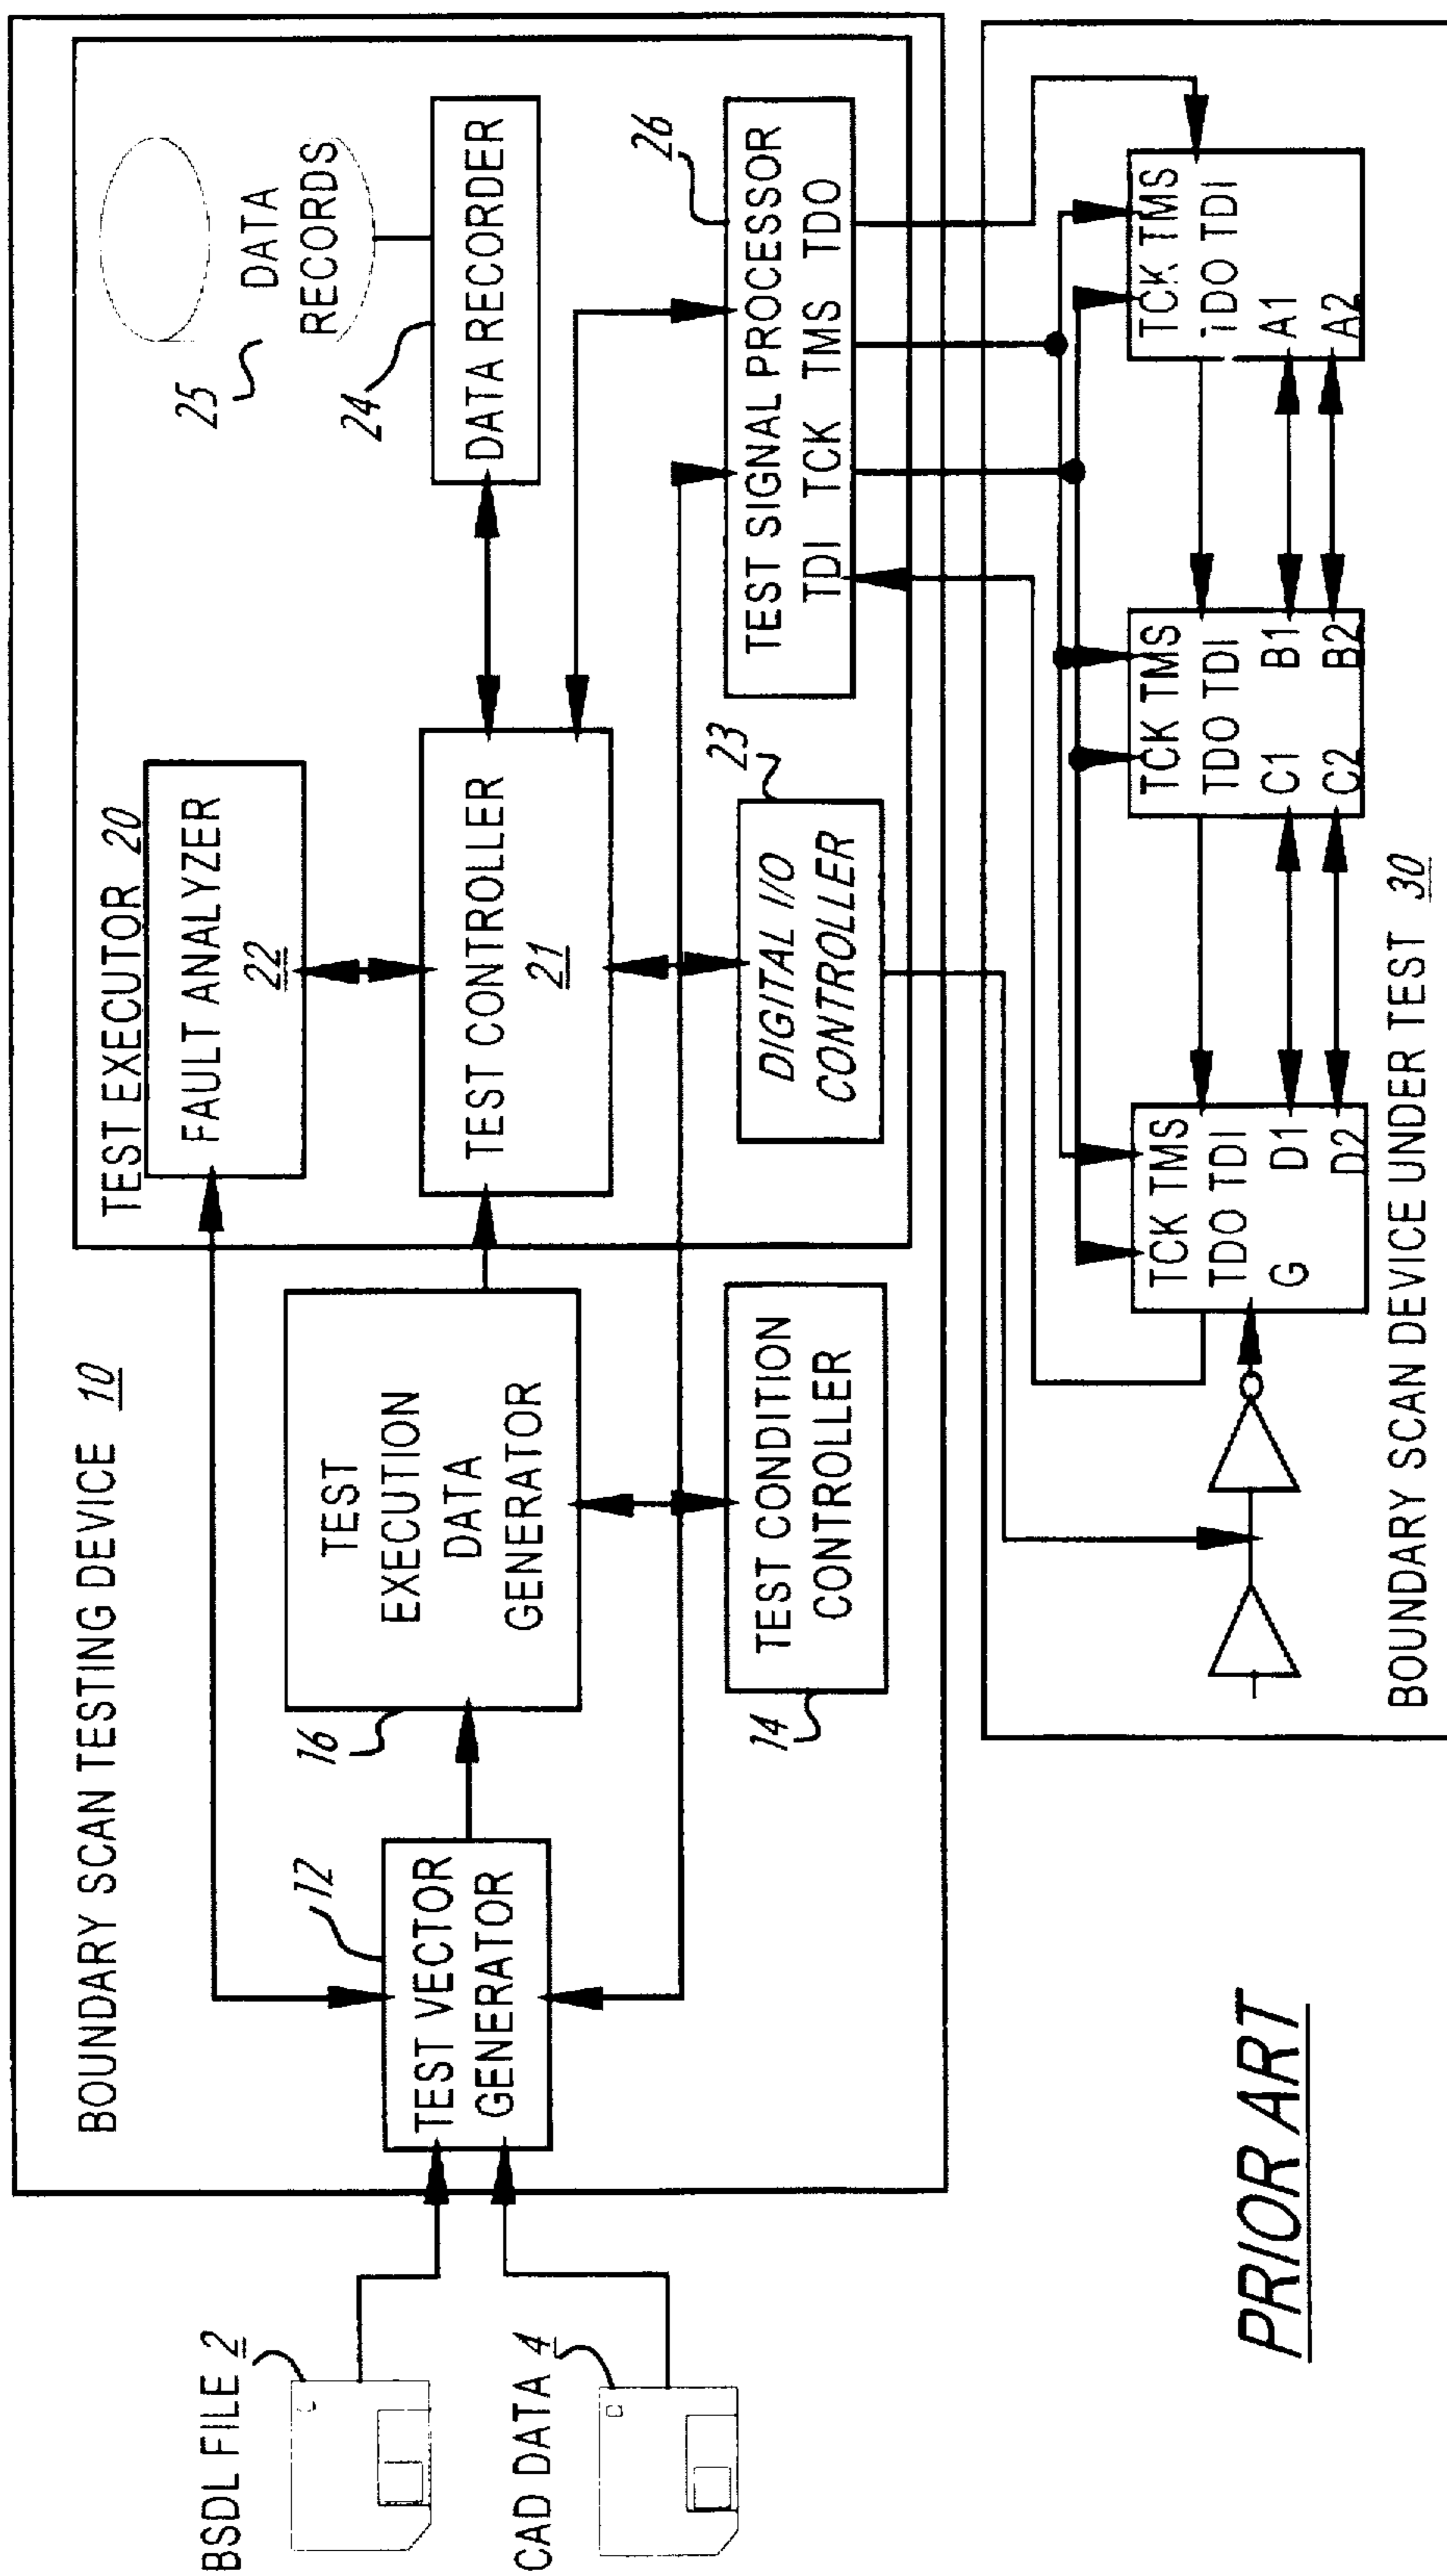 BOUNDARY SCAN TESTING DEVICE 10
BSDL FILE 2
CAD DATA 4
12
TEST VECTOR
GENERATOR
16
TEST
EXECUTION
DATA
GENERATOR
14
TEST CONDITION
CONTROLLER
TEST EXECUTOR 20
FAULT ANALYZER
22
TEST CONTROLLER
21
23
DIGITAL I/O
CONTROLLER
25
DATA
RECORDS
24
DATA RECORDER
26
TEST SIGNAL PROCESSOR
TDI TCK TMS TDO
TCK TMS
TDO TDI
G D1
D2
TCK TMS
TDO TDI
C1 B1
C2 B2
TCK TMS
TDO TDI
A1
A2
BOUNDARY SCAN DEVICE UNDER TEST 30
PRIOR ART